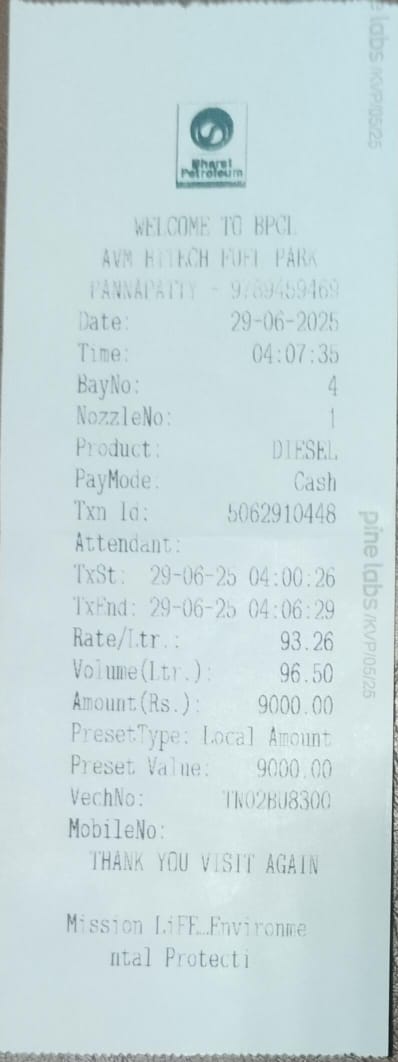 Bharat
Petroleum
WELCOME TO BPCL
AVM HITECH FUEL PARK
PANNAPATTY - 9789459469
Date: 29-06-2025
Time: 04:07:35
BayNo: 4
NozzleNo: 1
Product: DIESEL
PayMode: Cash
Txn Id: 5062910448
Attendant:
TxSt: 29-06-25 04:00:26
TxEnd: 29-06-25 04:06:29
Rate/Ltr.: 93.26
Volume(Ltr.): 96.50
Amount(Rs.): 9000.00
PresetType: Local Amount
Preset Value: 9000.00
VechNo: TN02BU8300
MobileNo:
THANK YOU VISIT AGAIN
Mission LiFE…Environme
ntal Protecti
e labs /KVP/05/25
pine labs /KVP/05/25